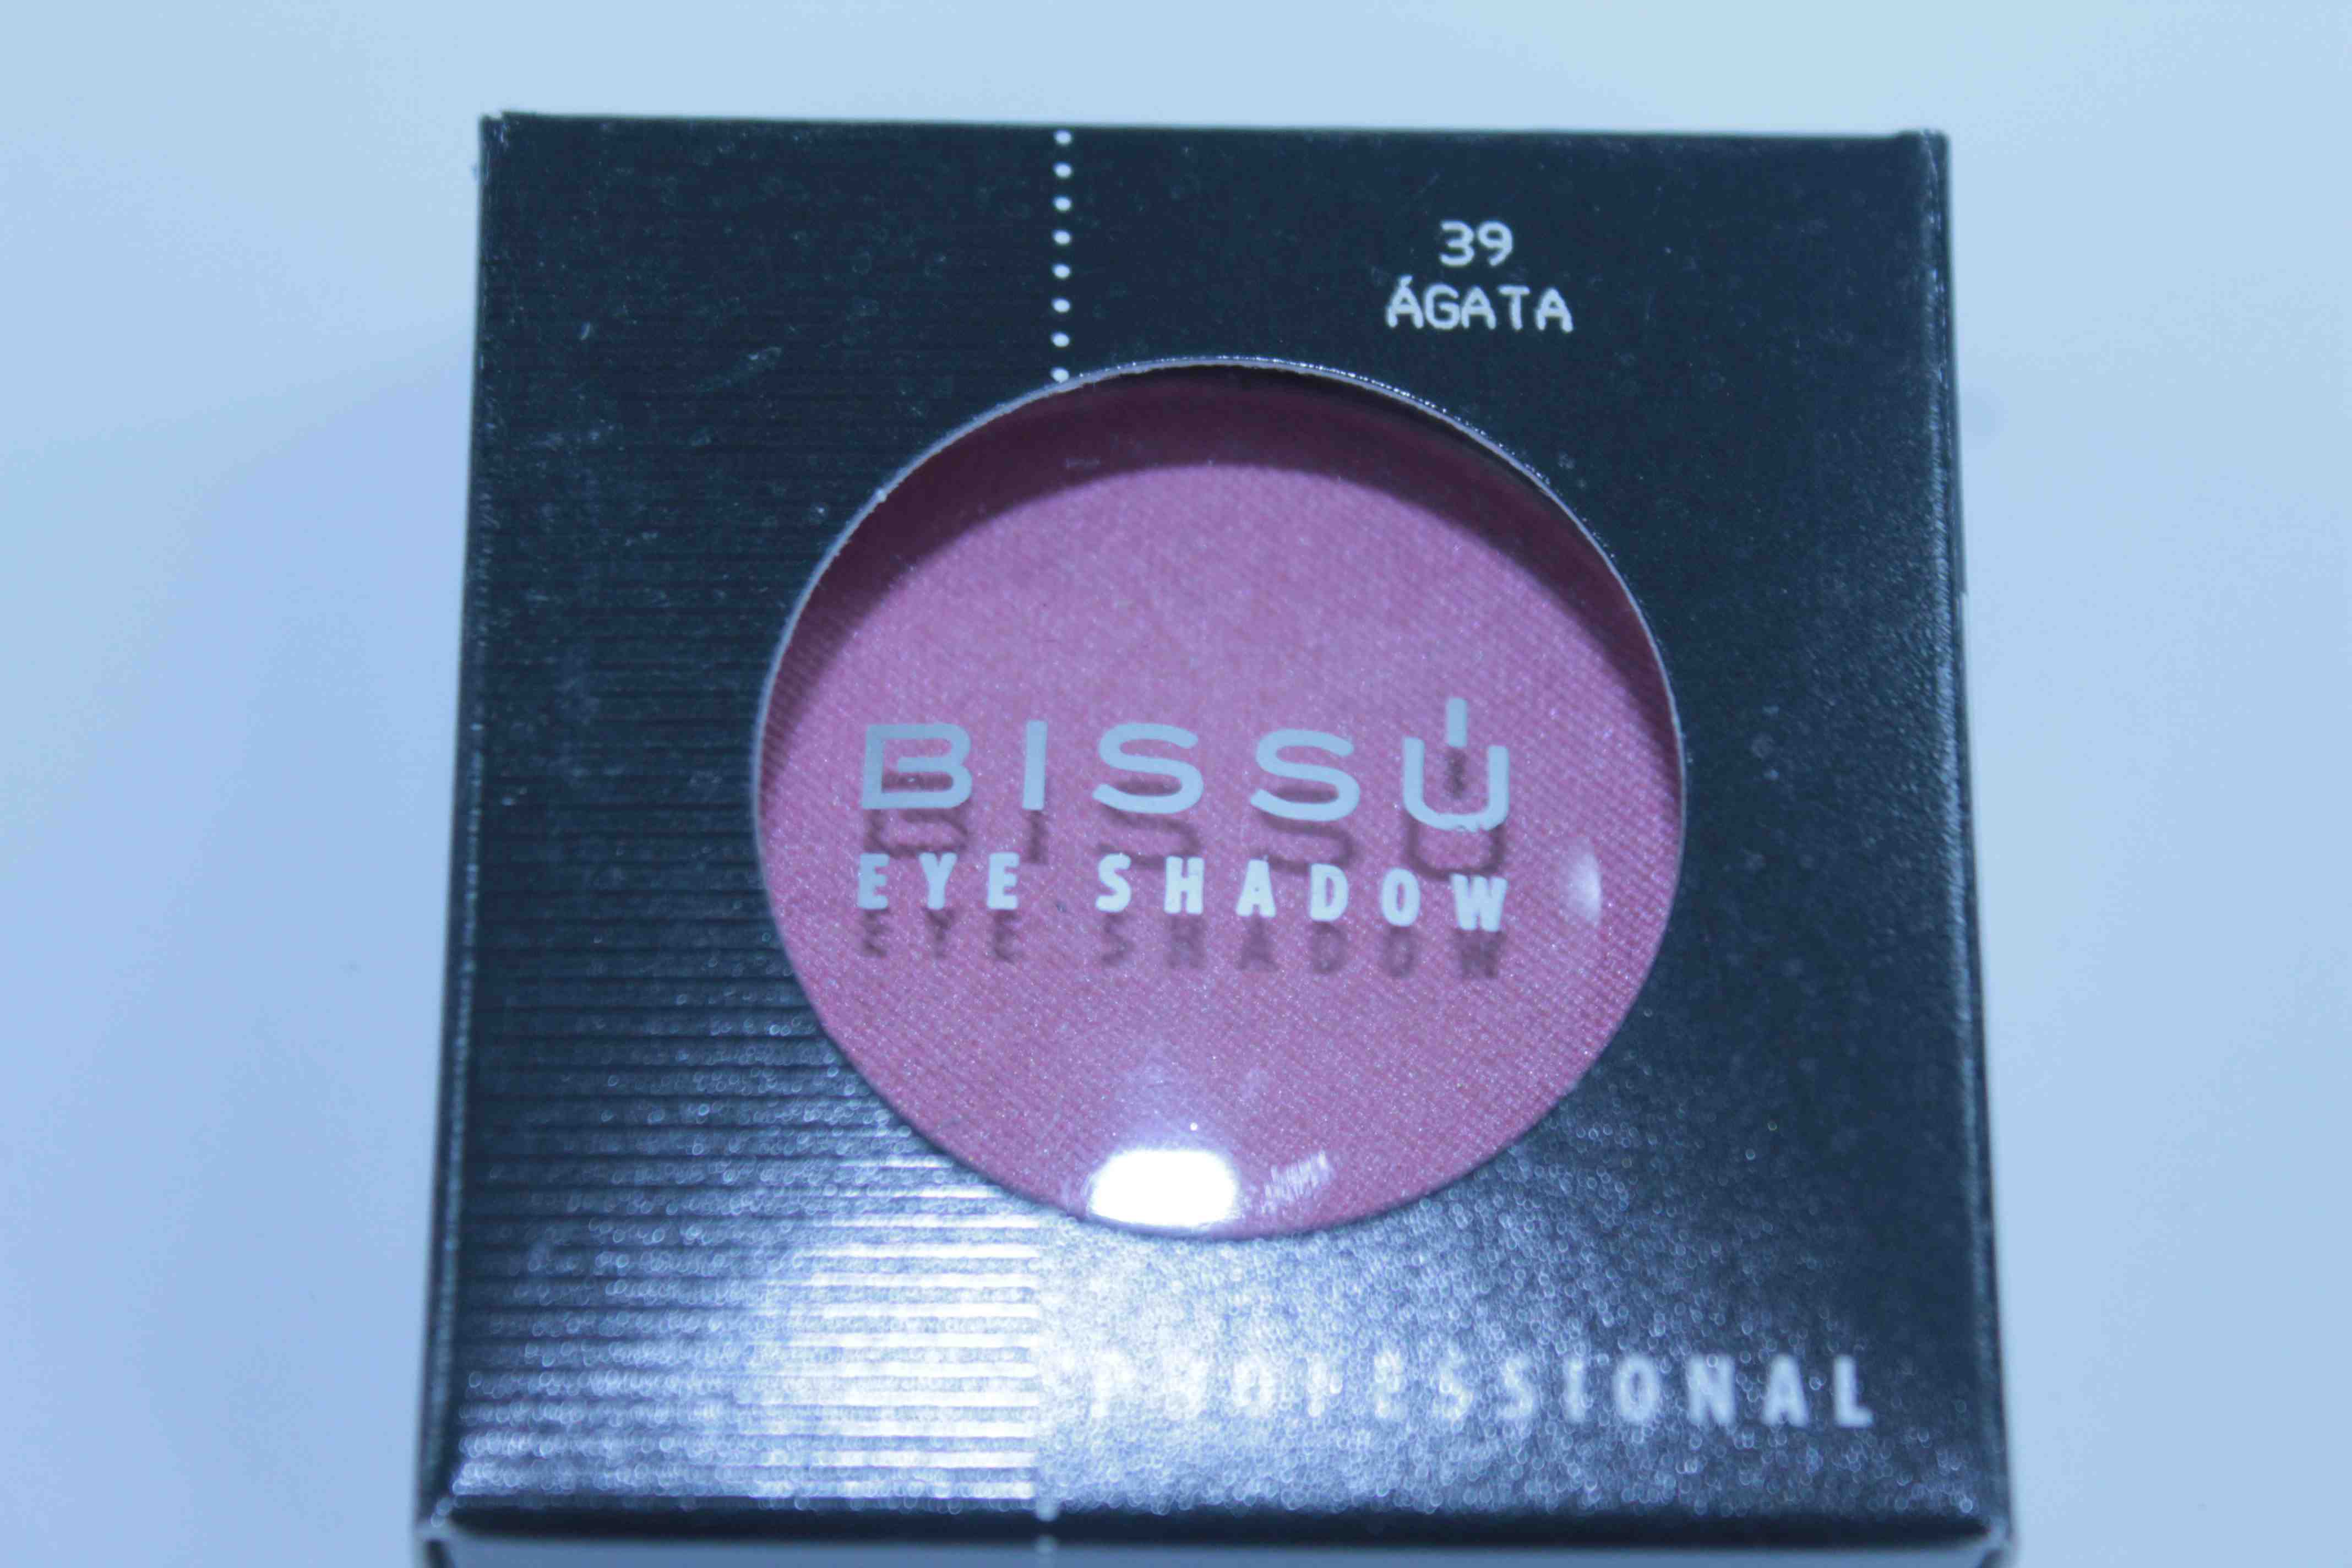 39
ÁGATA
BISSÚ
EYE SHADOW
PROFESSIONAL